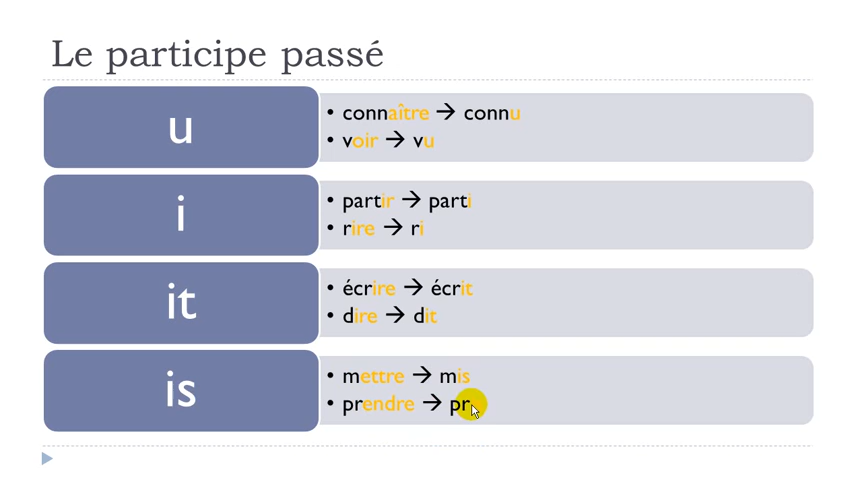 Le participe passé
u
• connaître → connu
• voir → vu
i
• partir → parti
• rire → ri
it
• écrire → écrit
• dire → dit
is
• mettre → mis
• prendre → pr